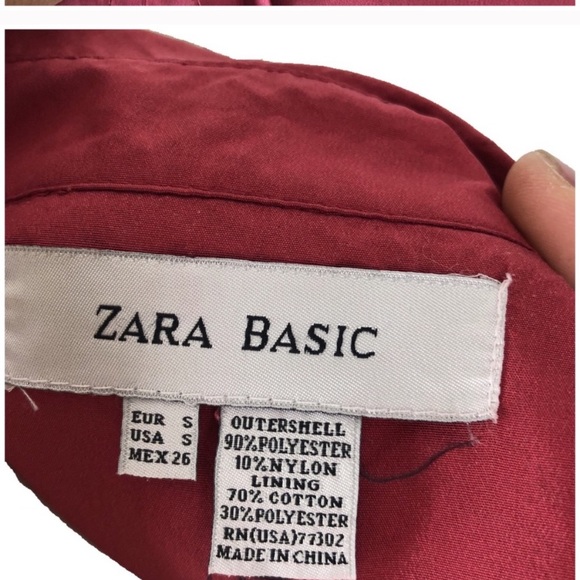 ZARA BASIC
EUR S
USA S
MEX 26
OUTERSHELL
90%POLYESTER
10%NYLON
LINING
70% COTTON
30%POLYESTER
RN(USA)77302
MADE IN CHINA